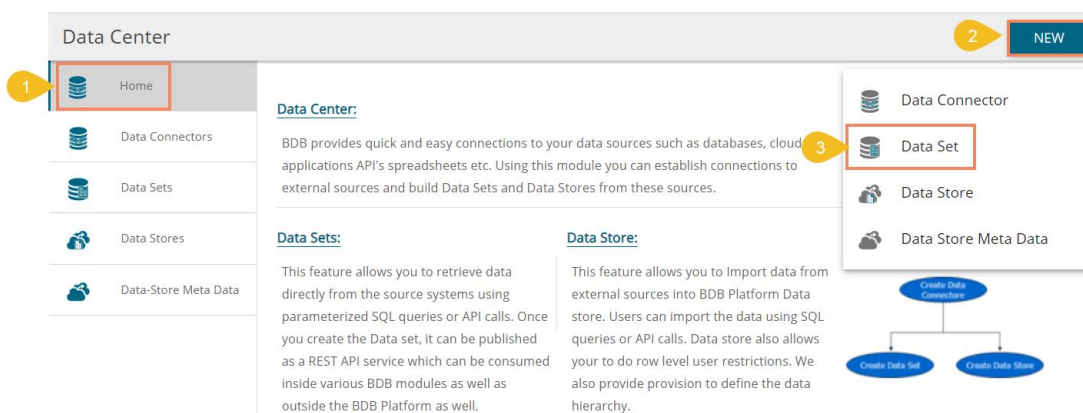 Data Center
2
NEW
1
Home
Data Connectors
Data Sets
Data Stores
Data-Store Meta Data
Data Center:
BDB provides quick and easy connections to your data sources such as databases, cloud
applications API's spreadsheets etc. Using this module you can establish connections to
external sources and build Data Sets and Data Stores from these sources.
Data Sets:
This feature allows you to retrieve data
directly from the source systems using
parameterized SQL queries or API calls. Once
you create the Data set, it can be published
as a REST API service which can be consumed
inside various BDB modules as well as
outside the BDB Platform as well.
Data Store:
This feature allows you to Import data from
external sources into BDB Platform Data
store. Users can import the data using SQL
queries or API calls. Data store also allows
your to do row level user restrictions. We
also provide provision to define the data
hierarchy.
Data Connector
3
Data Set
Data Store
Data Store Meta Data
Create Data
Connectore
Create Data Set
Create Data Store